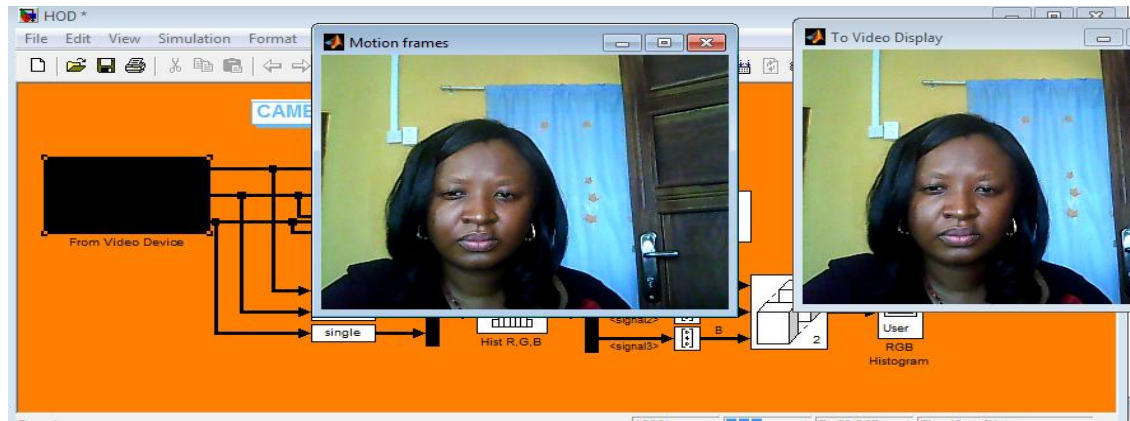 HOD *
File Edit View Simulation Format
Motion frames
To Video Display
CAME
From Video Device
single
Hist R,G,B
<signal2>
<signal3>
B
2
User
RGB
Histogram